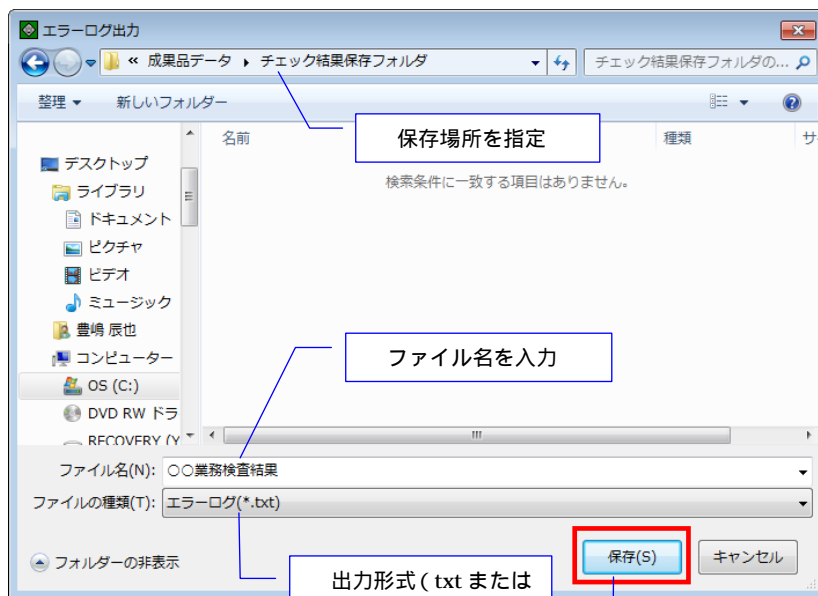 エラーログ出力
« 成果品データ ▸ チェック結果保存フォルダ
チェック結果保存フォルダの...
整理 ▼ 新しいフォルダー
保存場所を指定
名前 種類 サ
検索条件に一致する項目はありません。
デスクトップ
ライブラリ
ドキュメント
ピクチャ
ビデオ
ミュージック
豊嶋 辰也
コンピューター
OS (C:)
DVD RW ドラ
RECOVERY (Y
ファイル名を入力
ファイル名(N): 〇〇業務検査結果
ファイルの種類(T): エラーログ(*.txt)
フォルダーの非表示
保存(S) キャンセル
出力形式 ( txt または